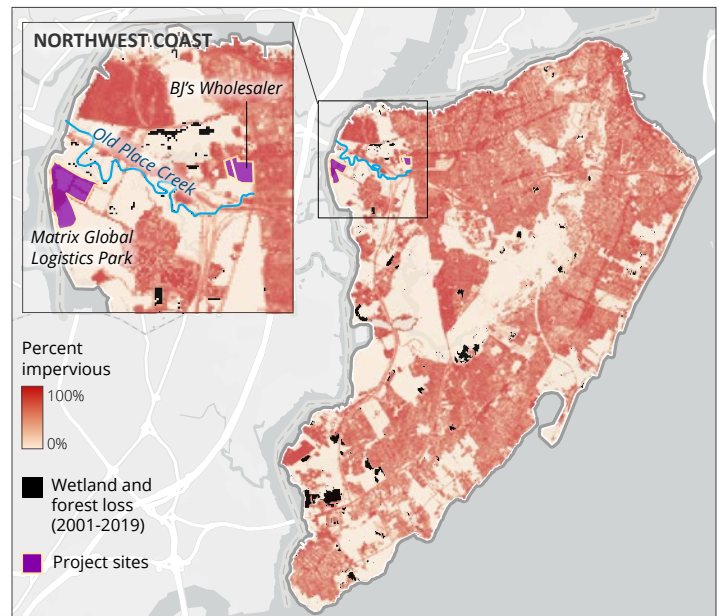 NORTHWEST COAST
BJ's Wholesaler
Old Place Creek
Matrix Global
Logistics Park
Percent
impervious
100%
0%
Wetland and
forest loss
(2001-2019)
Project sites